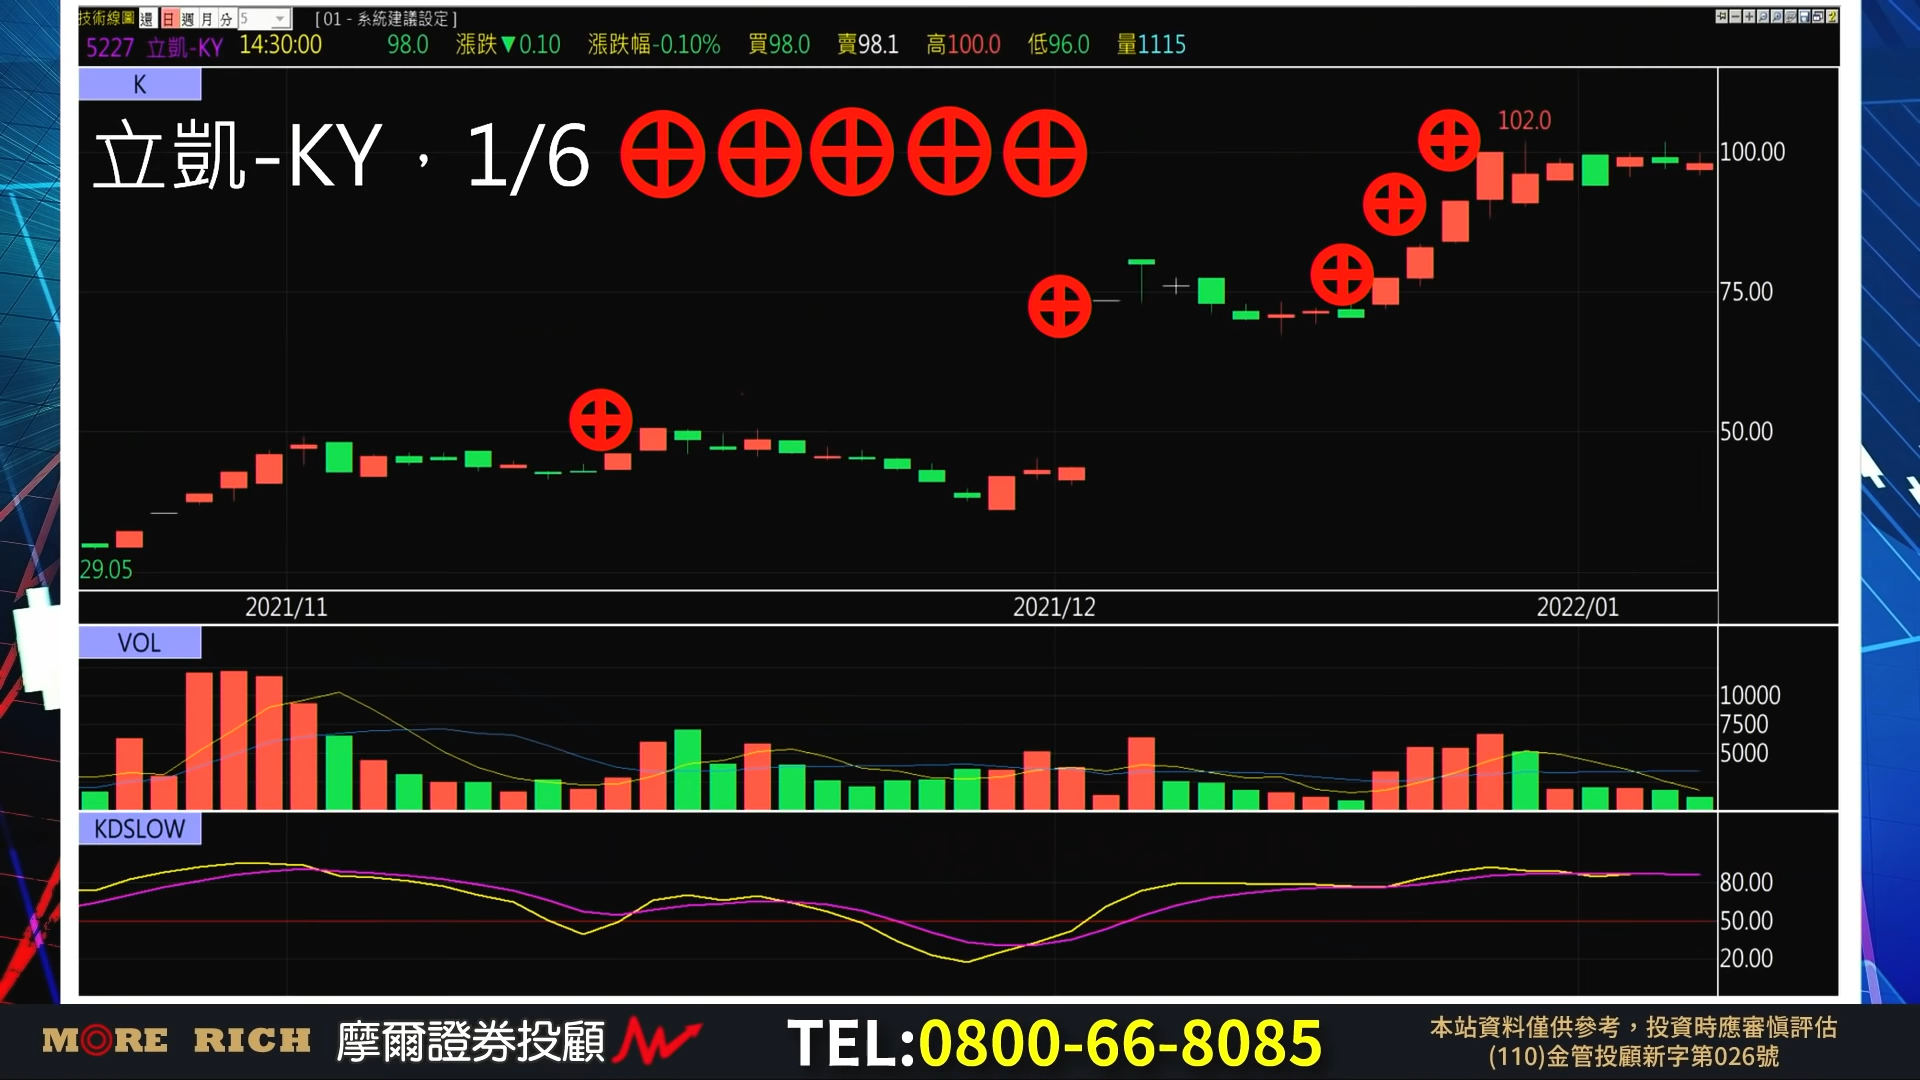 技術線圖 還 日 週 月 分 5 [ 01 - 系統建議設定 ]
5227 立凱-KY 14:30:00 98.0 漲跌▼0.10 漲跌幅-0.10% 買98.0 賣98.1 高100.0 低96.0 量1115
K
立凱-KY，1/6
102.0
100.00
75.00
50.00
29.05
2021/11 2021/12 2022/01
VOL
10000
7500
5000
KDSLOW
80.00
50.00
20.00
MORE RICH 摩爾證券投顧 TEL:0800-66-8085
本站資料僅供參考，投資時應審慎評估
(110)金管投顧新字第026號